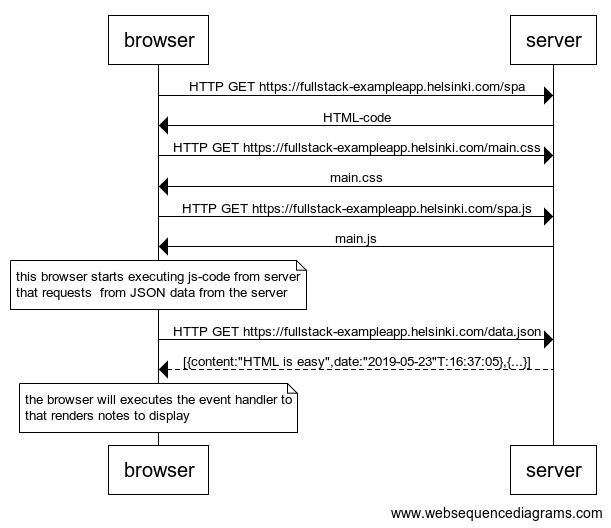 browser server
HTTP GET https://fullstack-exampleapp.helsinki.com/spa
HTML-code
HTTP GET https://fullstack-exampleapp.helsinki.com/main.css
main.css
HTTP GET https://fullstack-exampleapp.helsinki.com/spa.js
main.js
this browser starts executing js-code from server
that requests  from JSON data from the server
HTTP GET https://fullstack-exampleapp.helsinki.com/data.json
[{content:"HTML is easy",date:"2019-05-23"T:16:37:05},{...}]
the browser will executes the event handler to
that renders notes to display
browser server
www.websequencediagrams.com